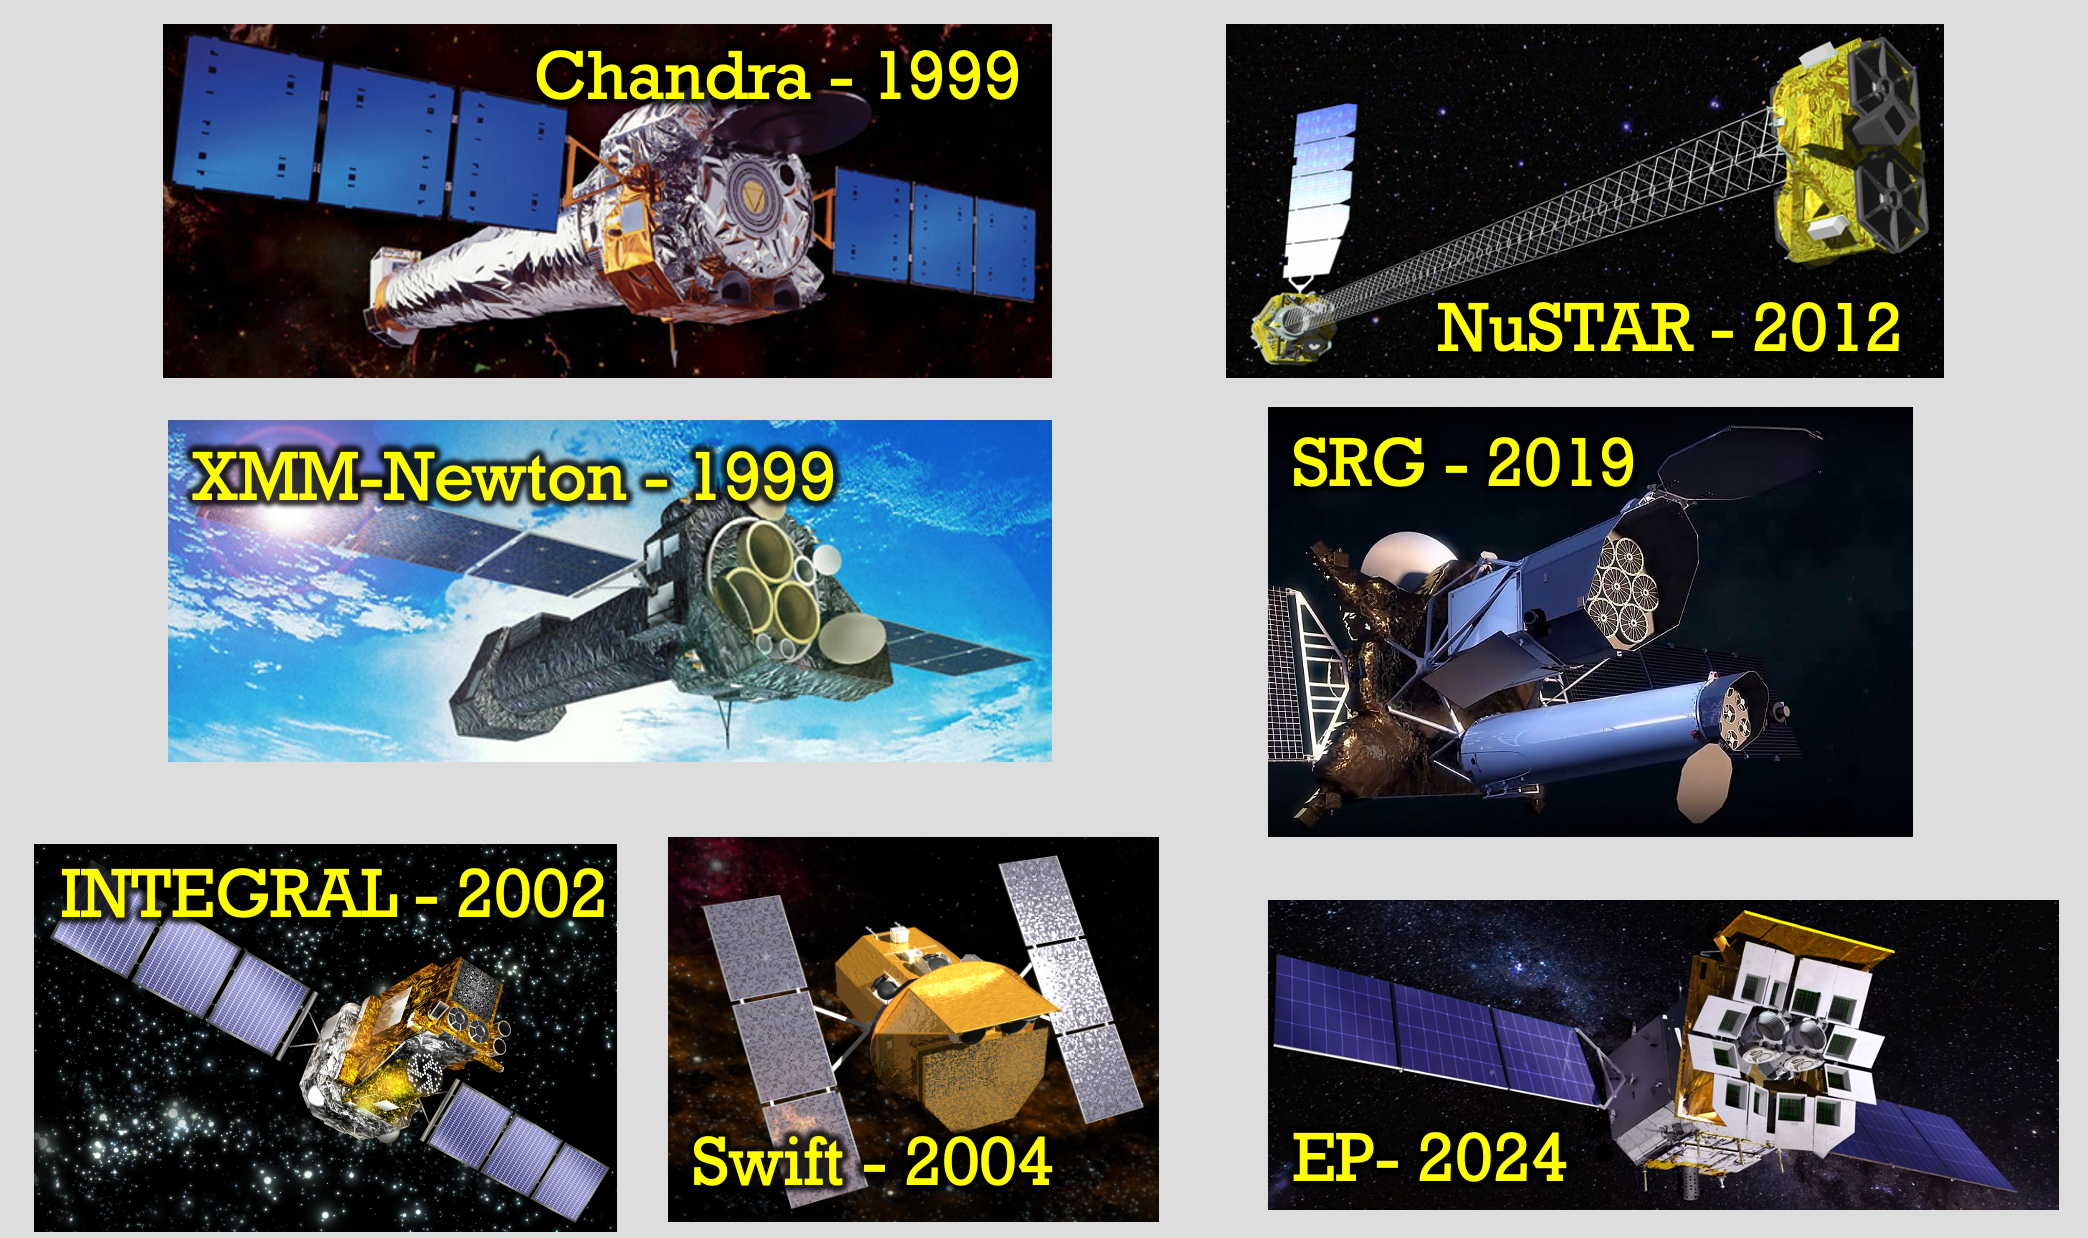 Chandra - 1999
NuSTAR - 2012
XMM-Newton - 1999
SRG - 2019
INTEGRAL - 2002
Swift - 2004
EP- 2024